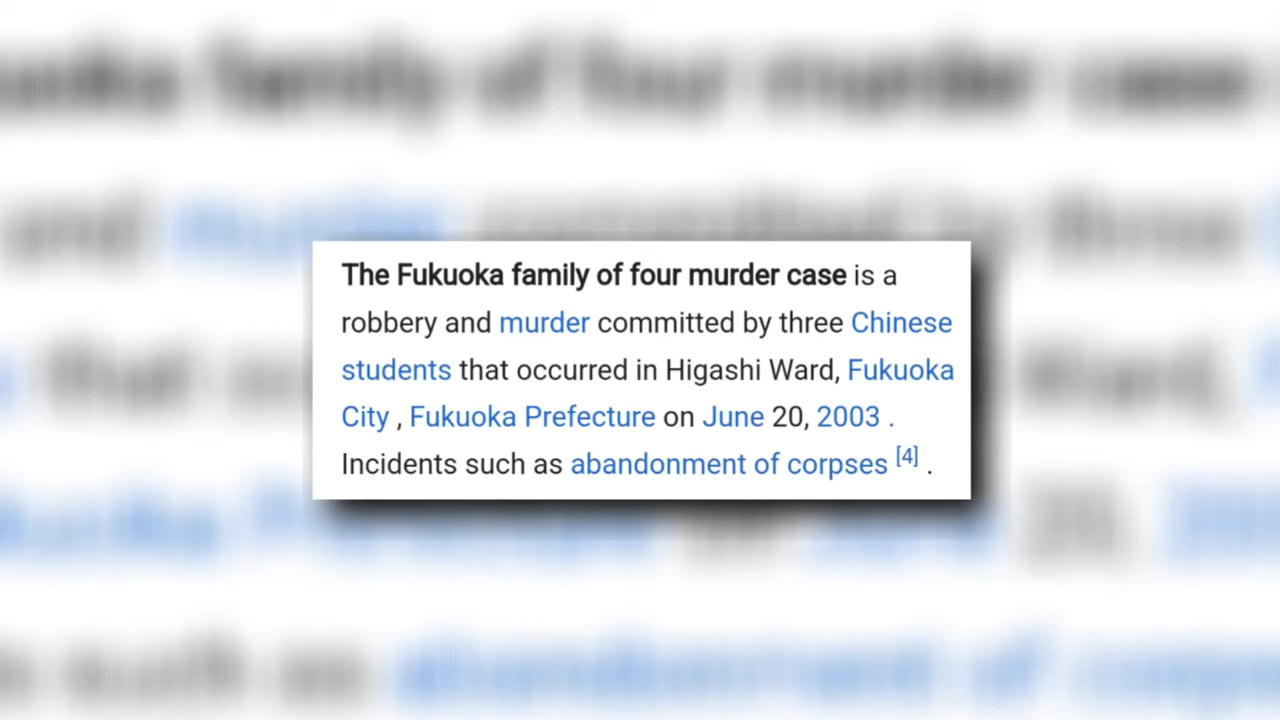 The Fukuoka family of four murder case is a
robbery and murder committed by three Chinese
students that occurred in Higashi Ward, Fukuoka
City , Fukuoka Prefecture on June 20, 2003 .
Incidents such as abandonment of corpses [4] .